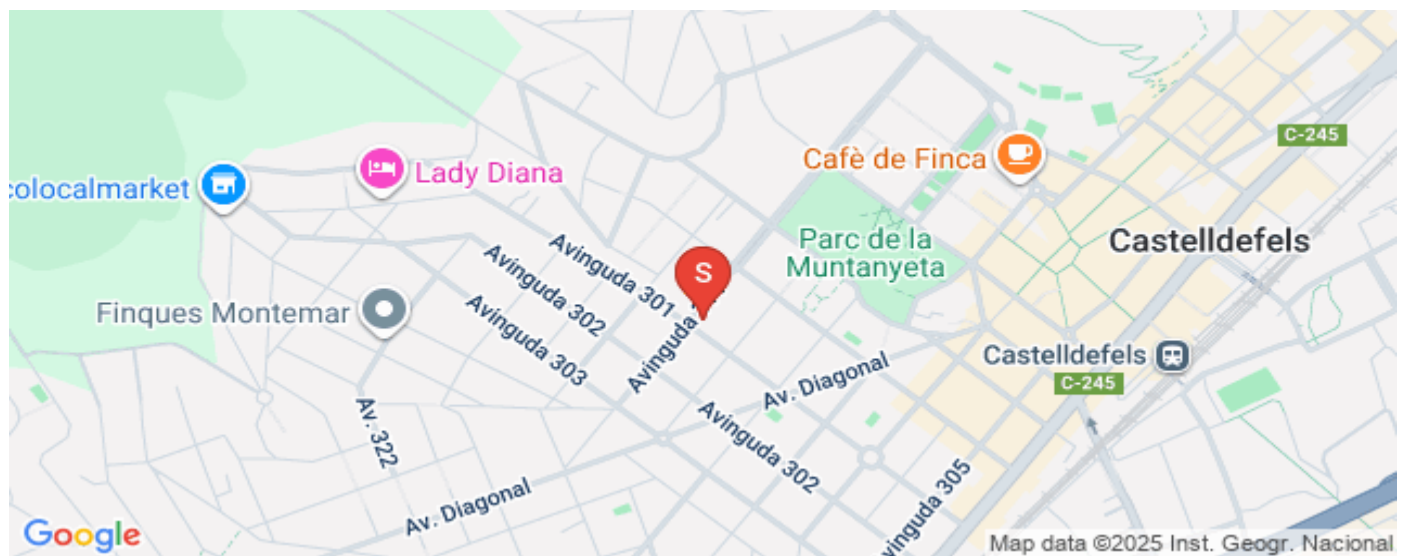 C-245
Cafè de Finca
Lady Diana
colocalmarket
Parc de la
Muntanyeta
Castelldefels
S
Avinguda 301
Avinguda 302
Avinguda 303
Finques Montemar
Avinguda
Castelldefels
C-245
Av. Diagonal
Av. 322
Avinguda 302
Avinguda 305
Av. Diagonal
Google
Map data ©2025 Inst. Geogr. Nacional